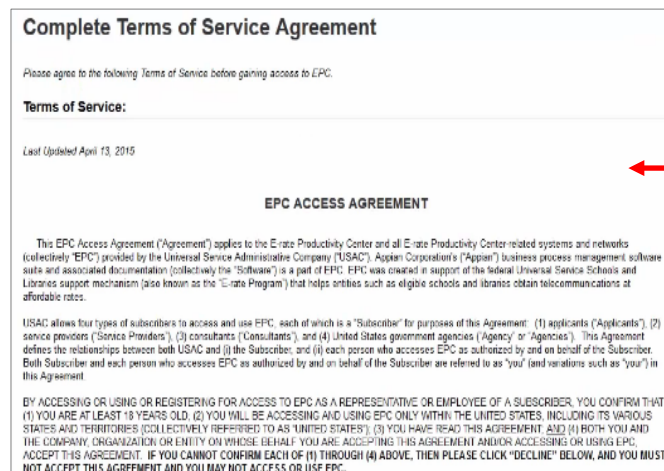 Complete Terms of Service Agreement
Please agree to the following Terms of Service before gaining access to EPC.
Terms of Service:
Last Updated April 13, 2015
EPC ACCESS AGREEMENT
This EPC Access Agreement ("Agreement") applies to the E-rate Productivity Center and all E-rate Productivity Center-related systems and networks
(collectively "EPC") provided by the Universal Service Administrative Company ("USAC"). Appian Corporation's ("Appian") business process management software
suite and associated documentation (collectively the "Software") is a part of EPC. EPC was created in support of the federal Universal Service Schools and
Libraries support mechanism (also known as the "E-rate Program") that helps entities such as eligible schools and libraries obtain telecommunications at
affordable rates.
USAC allows four types of subscribers to access and use EPC, each of which is a "Subscriber" for purposes of this Agreement: (1) applicants ("Applicants"), (2)
service providers ("Service Providers"), (3) consultants ("Consultants"), and (4) United States government agencies ("Agency" or "Agencies"). This Agreement
defines the relationships between both USAC and (i) the Subscriber, and (ii) each person who accesses EPC as authorized by and on behalf of the Subscriber.
Both Subscriber and each person who accesses EPC as authorized by and on behalf of the Subscriber are referred to as "you" (and variations such as "your") in
this Agreement.
BY ACCESSING OR USING OR REGISTERING FOR ACCESS TO EPC AS A REPRESENTATIVE OR EMPLOYEE OF A SUBSCRIBER, YOU CONFIRM THAT
(1) YOU ARE AT LEAST 18 YEARS OLD, (2) YOU WILL BE ACCESSING AND USING EPC ONLY WITHIN THE UNITED STATES, INCLUDING ITS VARIOUS
STATES AND TERRITORIES (COLLECTIVELY REFERRED TO AS "UNITED STATES"); (3) YOU HAVE READ THIS AGREEMENT; AND (4) BOTH YOU AND
THE COMPANY, ORGANIZATION OR ENTITY ON WHOSE BEHALF YOU ARE ACCEPTING THIS AGREEMENT AND/OR ACCESSING OR USING EPC,
ACCEPT THIS AGREEMENT. IF YOU CANNOT CONFIRM EACH OF (1) THROUGH (4) ABOVE, THEN PLEASE CLICK "DECLINE" BELOW, AND YOU MUST
NOT ACCEPT THIS AGREEMENT AND YOU MAY NOT ACCESS OR USE EPC.